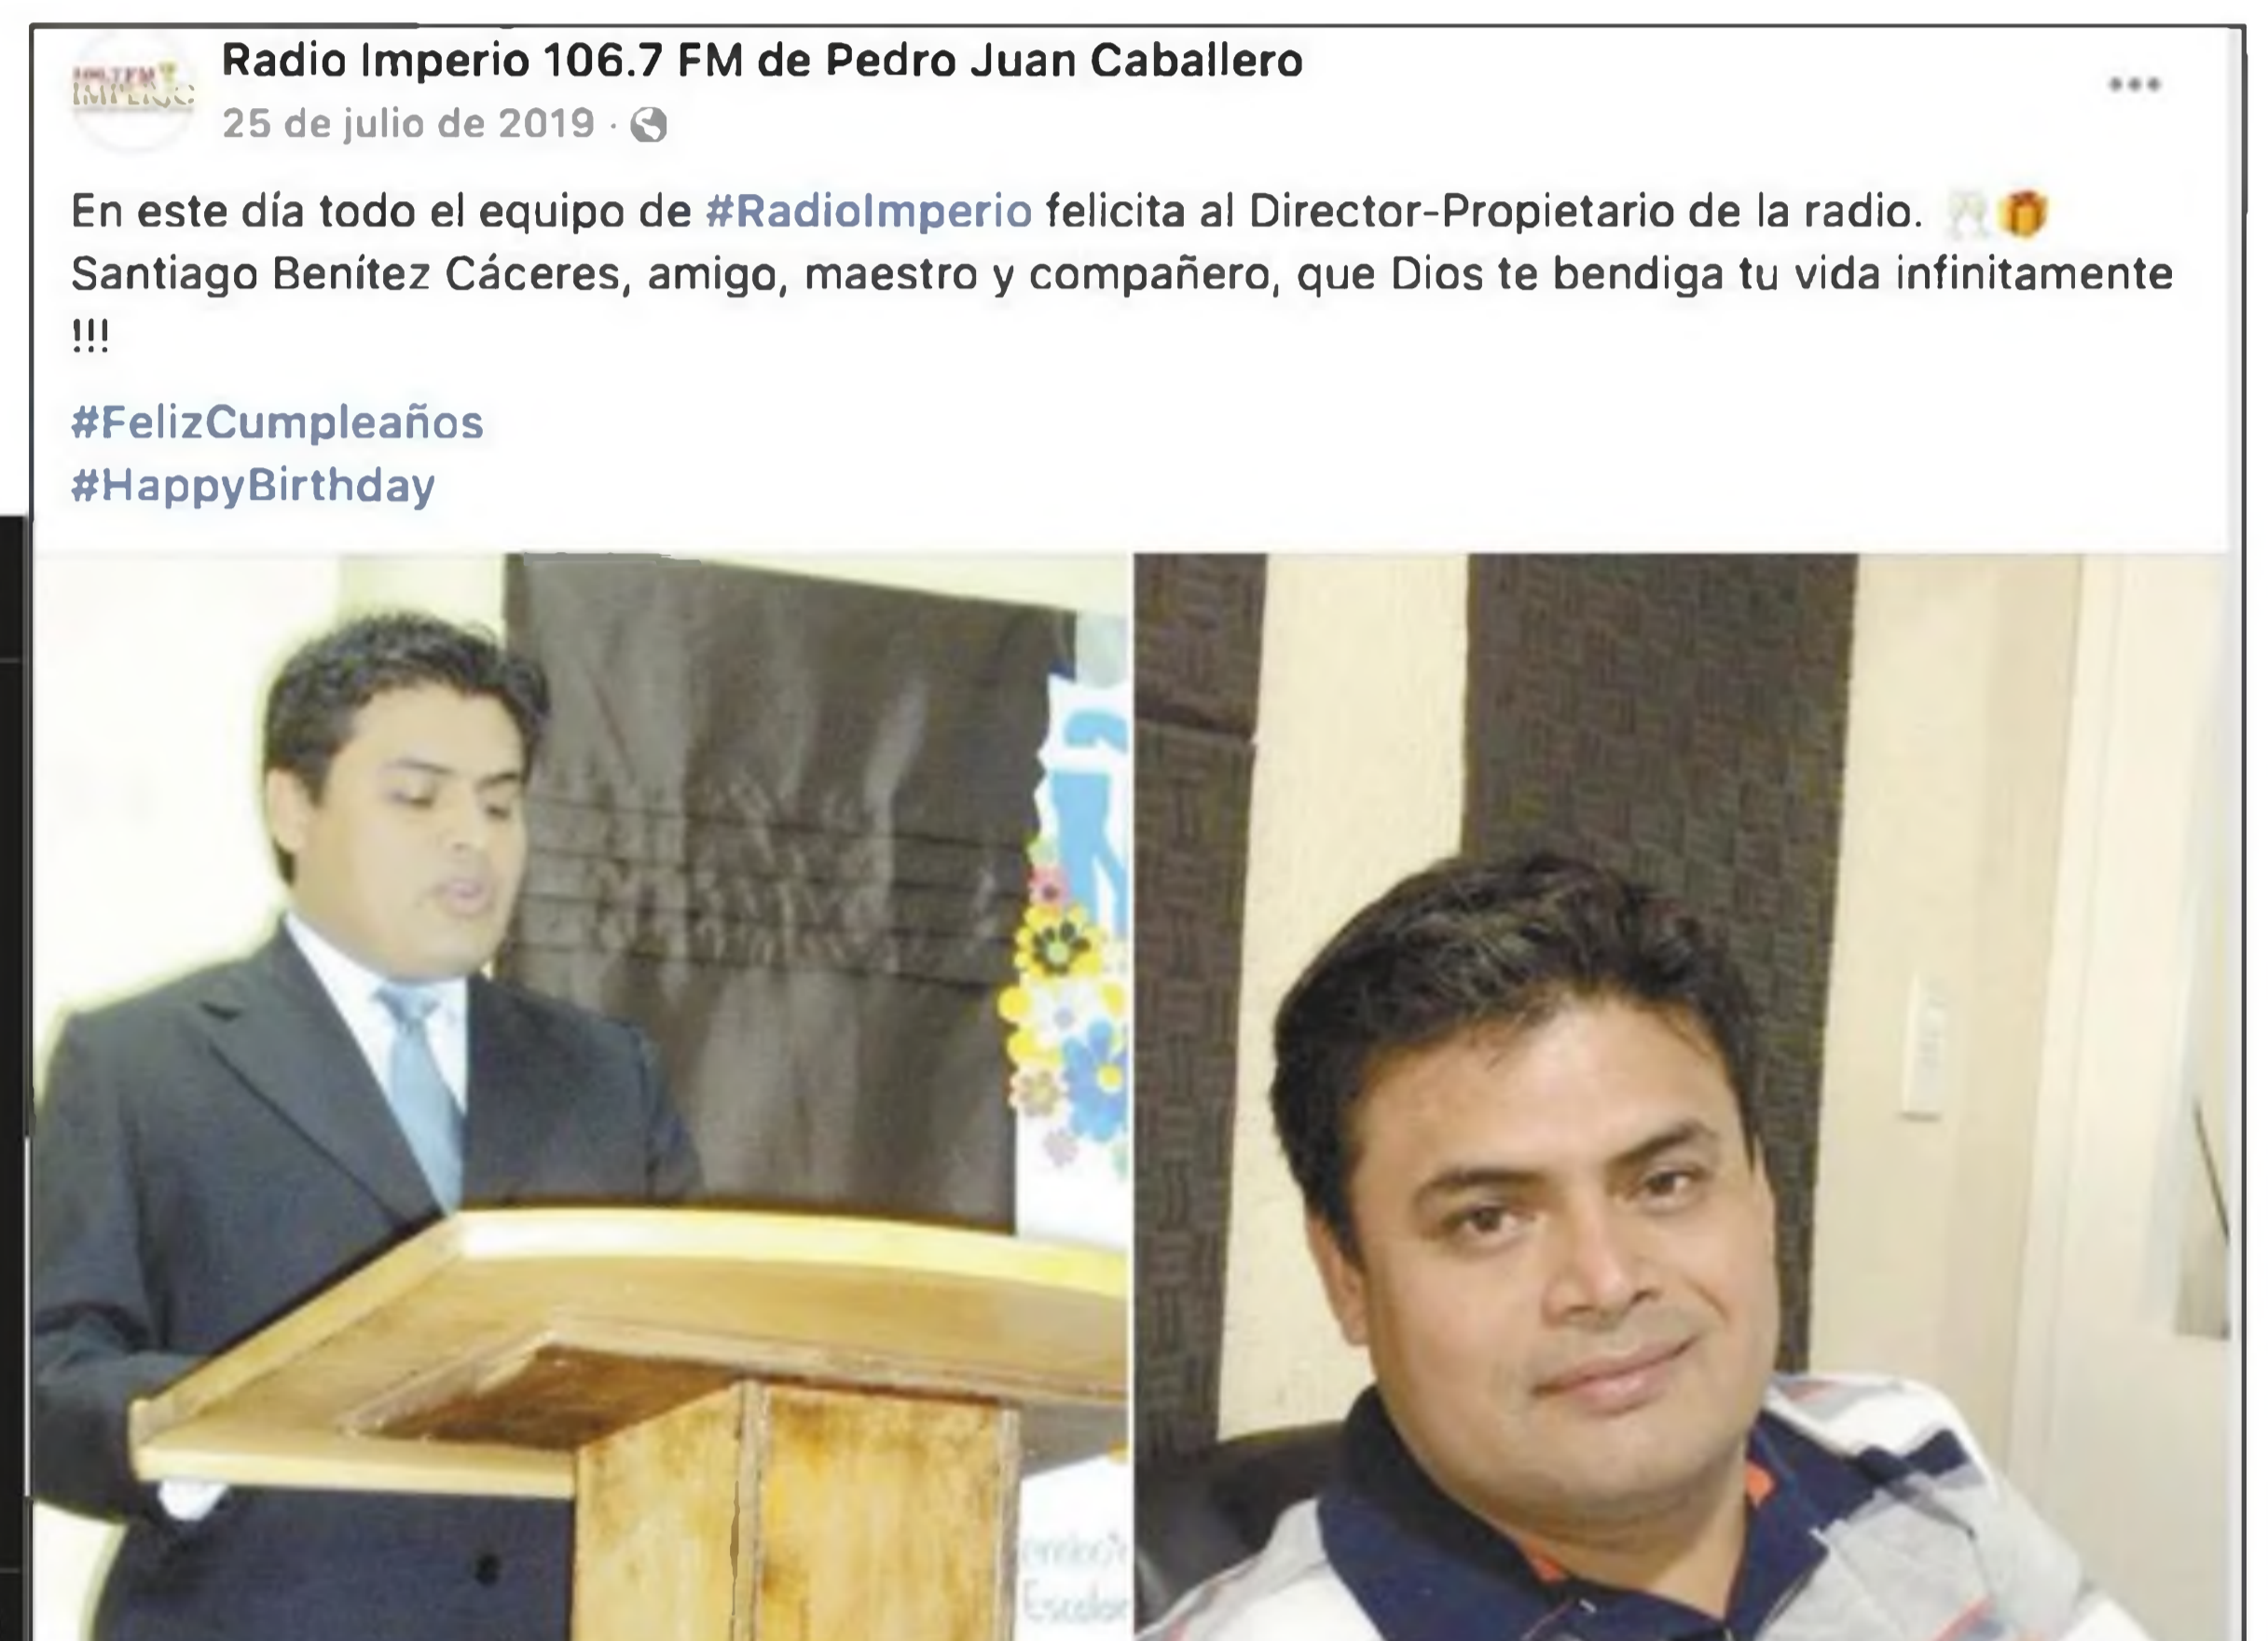 Radio Imperio 106.7 FM de Pedro Juan Caballero
25 de julio de 2019
En este día todo el equipo de #RadioImperio felicita al Director-Propietario de la radio.
Santiago Benítez Cáceres, amigo, maestro y compañero, que Dios te bendiga tu vida infinitamente
!!!
#FelizCumpleaños
#HappyBirthday